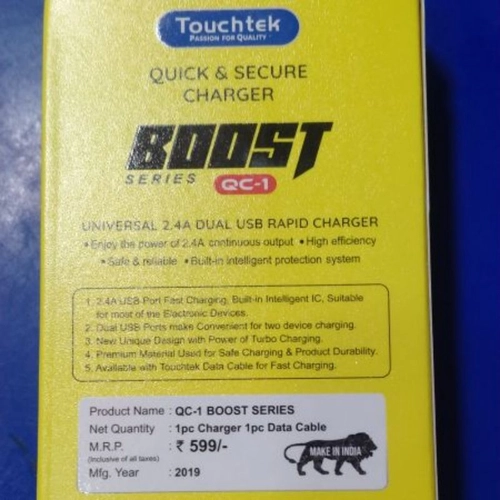 Touchtek
PASSION FOR QUALITY
QUICK & SECURE
CHARGER
BOOST
SERIES QC-1
UNIVERSAL 2.4A DUAL USB RAPID CHARGER
• Enjoy the power of 2.4A continuous output • High efficiency
• Safe & reliable • Built-in intelligent protection system
1. 2.4A USB Port Fast Charging, Built-in Intelligent IC, Suitable
for most of the Electronic Devices.
2. Dual USB Ports make Convenient for two device charging.
3. New Unique Design with Power of Turbo Charging.
4. Premium Material Used for Safe Charging & Product Durability.
5. Available with Touchtek Data Cable for Fast Charging.
Product Name : QC-1 BOOST SERIES
Net Quantity : 1pc Charger 1pc Data Cable
M.R.P. : ₹ 599/-
(Inclusive of all taxes)
MAKE IN INDIA
Mfg. Year : 2019